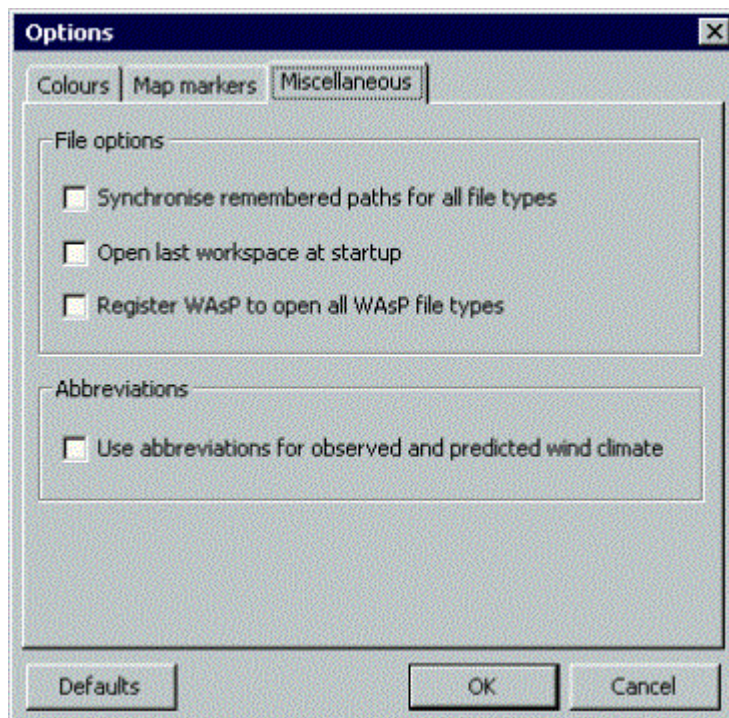 Options
Colours
Map markers
Miscellaneous
File options
Synchronise remembered paths for all file types
Open last workspace at startup
Register WAsP to open all WAsP file types
Abbreviations
Use abbreviations for observed and predicted wind climate
Defaults
OK
Cancel